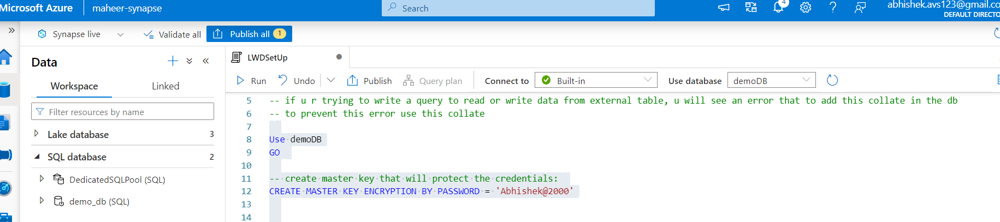 Microsoft Azure
maheer-synapse
Search
4
abhishek.avs123@gmail.co
DEFAULT DIRECTO
Synapse live
Validate all
Publish all 1
Data
Workspace
Linked
Filter resources by name
Lake database 3
SQL database 2
DedicatedSQLPool (SQL)
demo_db (SQL)
LWDSetUp
Run
Undo
Publish
Query plan
Connect to
Built-in
Use database
demoDB
5 -- if u r trying to write a query to read or write data from external table, u will see an error that to add this collate in the db
6 -- to prevent this error use this collate
7
8 Use demoDB
9 GO
10
11 -- create master key that will protect the credentials:
12 CREATE MASTER KEY ENCRYPTION BY PASSWORD = 'Abhishek@2000'
13
14